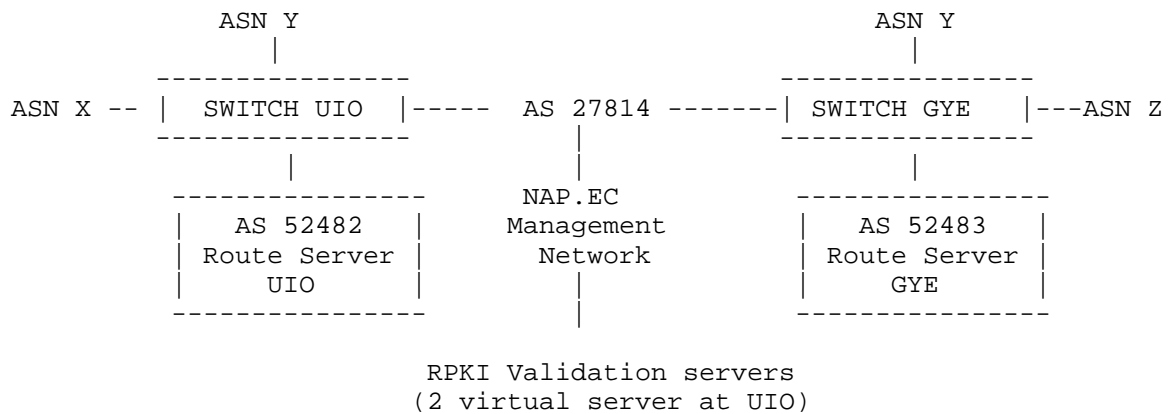 ASN Y ASN Y
ASN X -- | SWITCH UIO |----- AS 27814 -------| SWITCH GYE |---ASN Z
NAP.EC
AS 52482 Management AS 52483
Route Server Network Route Server
UIO GYE
RPKI Validation servers
(2 virtual server at UIO)